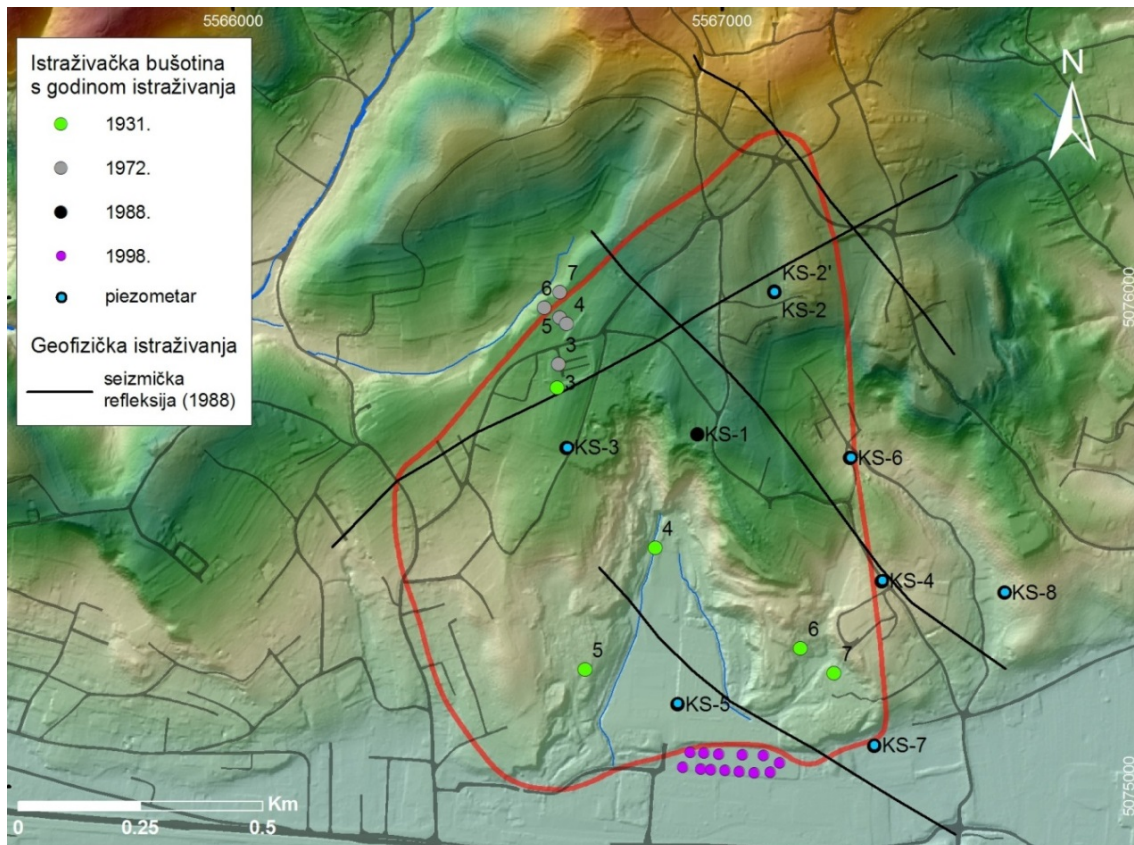 5566000
5567000
Istraživačka bušotina
s godinom istraživanja
1931.
1972.
1988.
1998.
piezometar
Geofizička istraživanja
seizmička
refleksija (1988)
N
5076000
7
6
4
5
3
3
KS-2'
KS-2
KS-1
KS-3
KS-6
4
KS-4
KS-8
6
5
7
KS-5
KS-7
5075000
Km
0
0.25
0.5